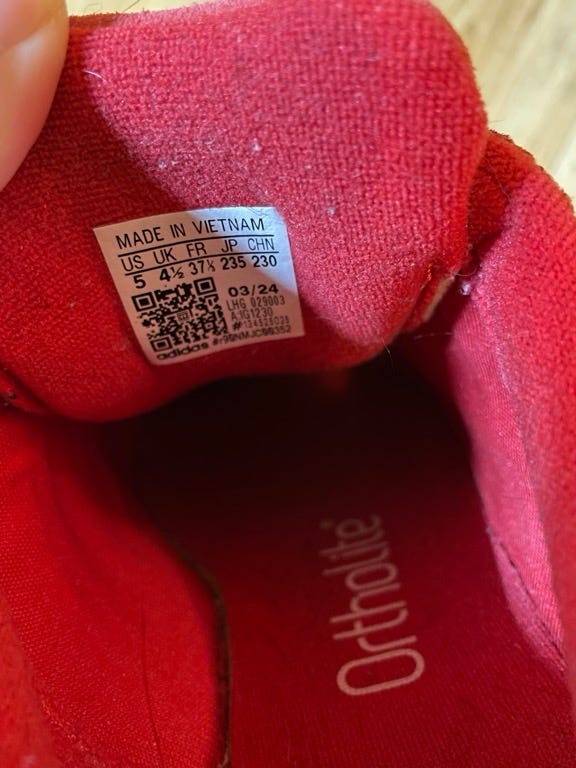 MADE IN VIETNAM
US UK FR JP CHN
5 4½ 37⅓ 235 230
03/24
LHG 029003
A.1G1230
adidas
Ortholite